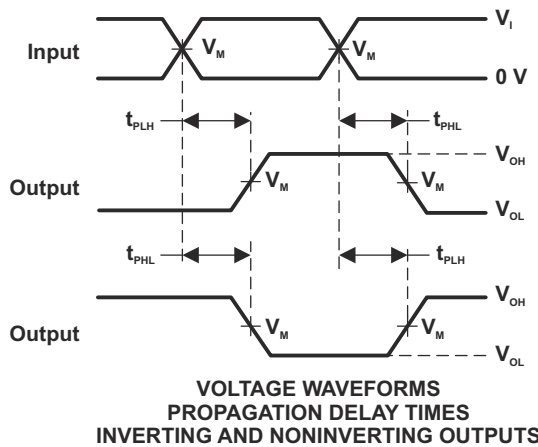 V_I
Input V_M V_M
0 V
t_PLH t_PHL
V_OH
Output V_M V_M
V_OL
t_PHL t_PLH
V_OH
Output V_M V_M
V_OL
VOLTAGE WAVEFORMS
PROPAGATION DELAY TIMES
INVERTING AND NONINVERTING OUTPUTS